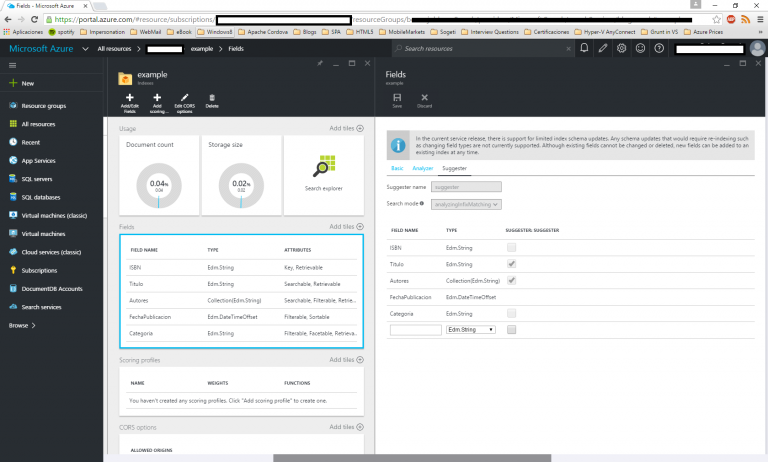 Fields - Microsoft Azure
https://portal.azure.com/#resource/subscriptions/ resourceGroups/
Aplicaciones spotify Impersonation WebMail eBook Windows8 Apache Cordova Blogs SPA HTML5 MobileMarkets Sogeti Interview Questions Certificaciones Hyper-V AnyConnect Grunt in VS Azure Prices
Microsoft Azure All resources > example > Fields Search resources
New
Resource groups
All resources
Recent
App Services
SQL servers
SQL databases
Virtual machines (classic)
Virtual machines
Cloud services (classic)
Subscriptions
DocumentDB Accounts
Search services
Browse >
example
Indexes
Add/Edit Fields
Add scoring...
Edit CORS options
Delete
Usage Add tiles
Document count
0.04%
Storage size
0.02%
Search explorer
Fields Add tiles
FIELD NAME TYPE ATTRIBUTES
ISBN Edm.String Key, Retrievable
Titulo Edm.String Searchable, Retrievable
Autores Collection(Edm.String) Searchable, Filterable, Retrie...
FechaPublicacion Edm.DateTimeOffset Filterable, Sortable
Categoria Edm.String Filterable, Facetable, Retrieva...
Scoring profiles Add tiles
NAME WEIGHTS FUNCTIONS
You haven't created any scoring profiles. Click "Add scoring profile" to create one.
CORS options Add tiles
ALLOWED ORIGINS
Fields
example
Save
Discard
In the current service release, there is support for limited index schema updates. Any schema updates that would require re-indexing such
as changing field types are not currently supported. Although existing fields cannot be changed or deleted, new fields can be added to an
existing index at any time.
Basic Analyzer Suggester
Suggester name suggester
Search mode analyzingInfixMatching
FIELD NAME TYPE SUGGESTER: SUGGESTER
ISBN Edm.String
Titulo Edm.String
Autores Collection(Edm.String)
FechaPublicacion Edm.DateTimeOffset
Categoria Edm.String
Edm.String